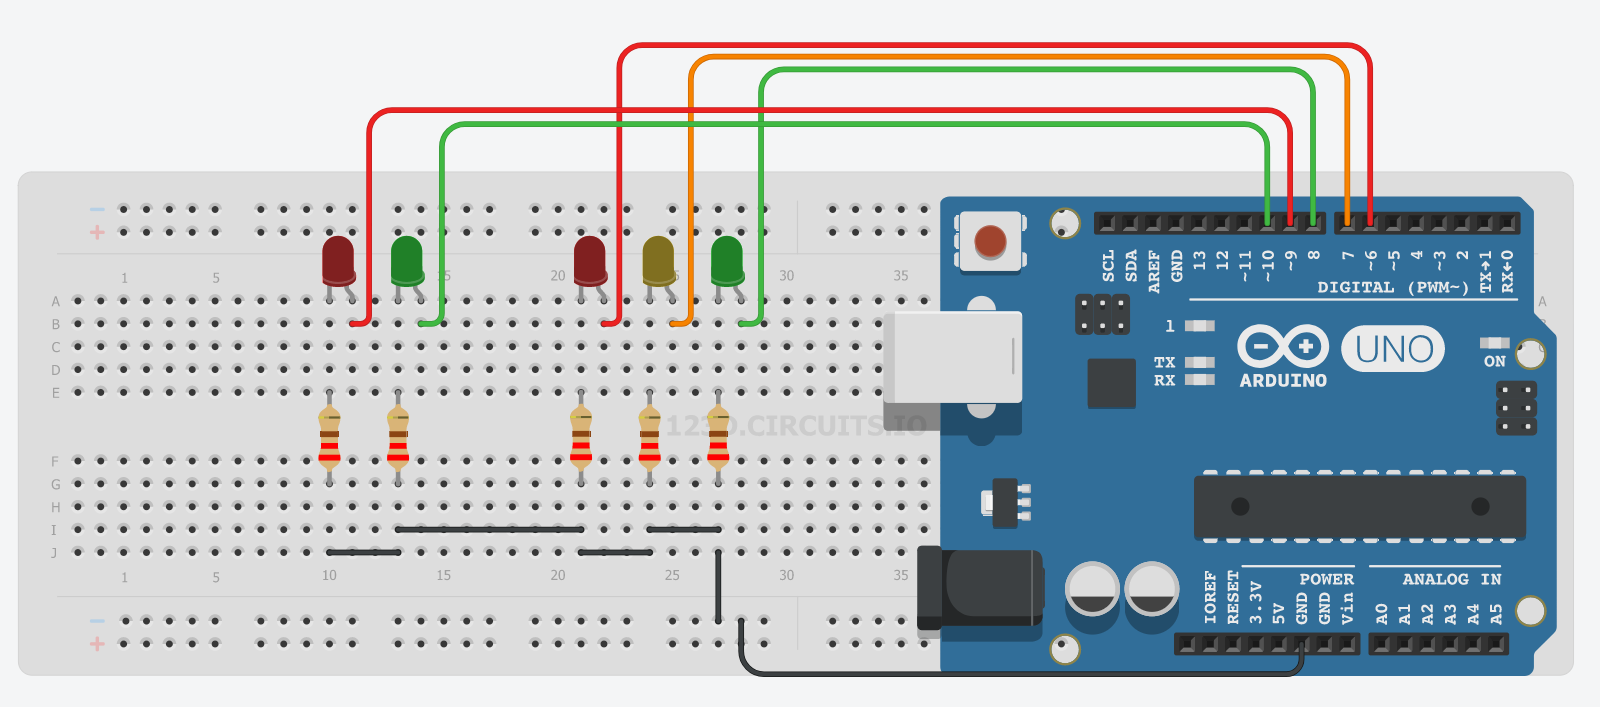 1 5 15 20 25 30 35
A A
B
C
D
E
F
G
H
I
J
1 5 10 15 20 25 30 35
123D.CIRCUITS.IO
SCL SDA AREF GND 13 12 ~11 ~10 ~9 8 7 ~6 ~5 4 ~3 2 TX→1 RX←0
DIGITAL (PWM~)
1
TX
RX
ARDUINO
UNO
ON
POWER
ANALOG IN
IOREF RESET 3.3V 5V GND GND Vin A0 A1 A2 A3 A4 A5